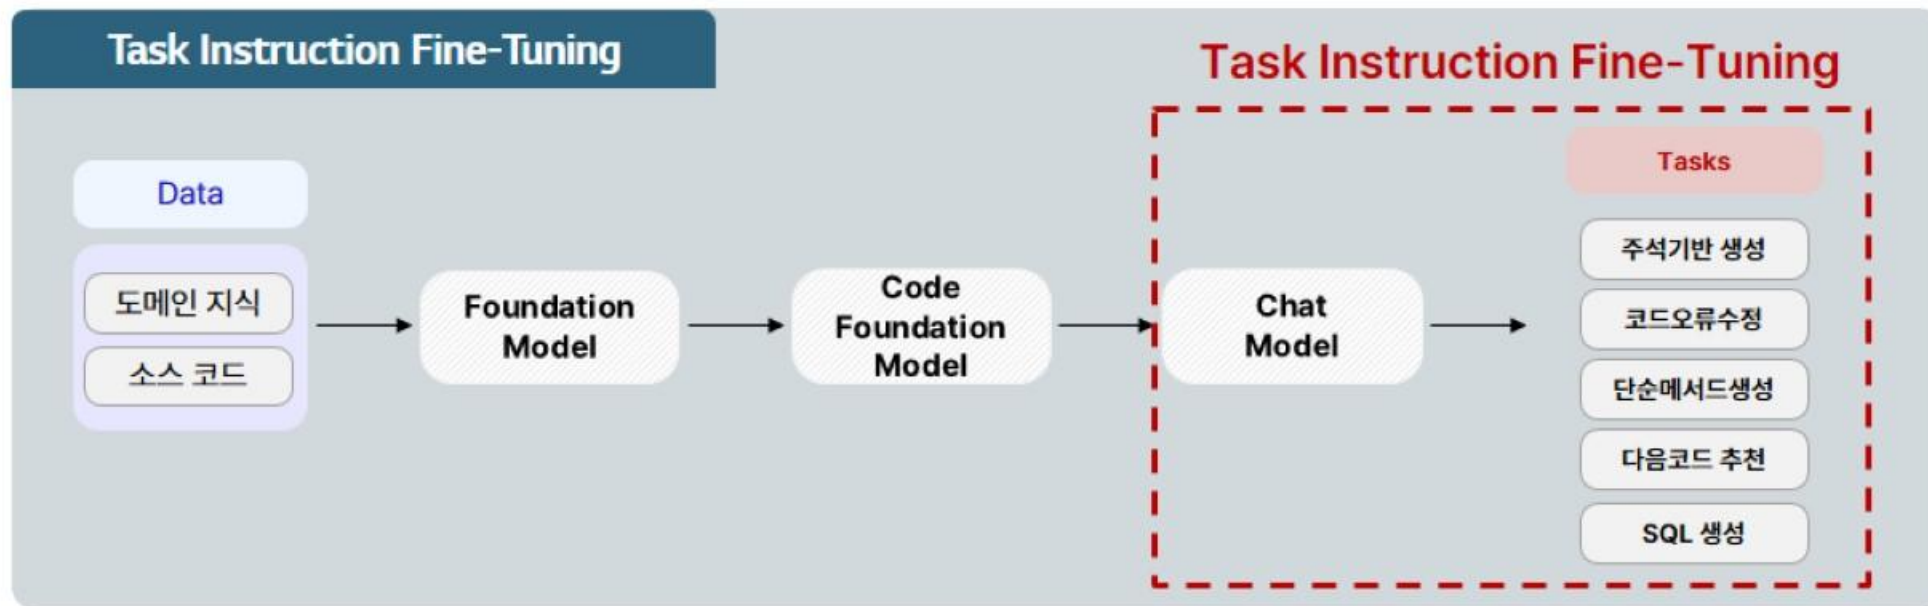 Task Instruction Fine-Tuning
Task Instruction Fine-Tuning
Data
도메인 지식
소스 코드
Foundation
Model
Code
Foundation
Model
Chat
Model
Tasks
주석기반 생성
코드오류수정
단순메서드생성
다음코드 추천
SQL 생성